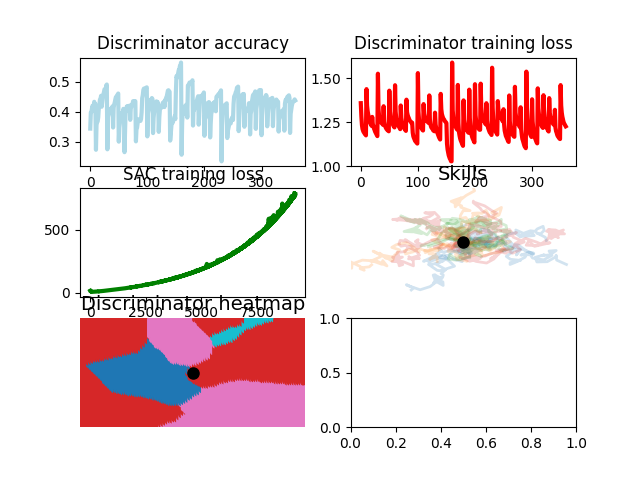 Discriminator accuracy
0.5
0.4
0.3
0 100 200 300
Discriminator training loss
1.50
1.25
1.00
0 100 200 300
SAC training loss
500
0
0 2500 5000 7500
Skills
Discriminator heatmap
1.0
0.5
0.0
0.0 0.2 0.4 0.6 0.8 1.0